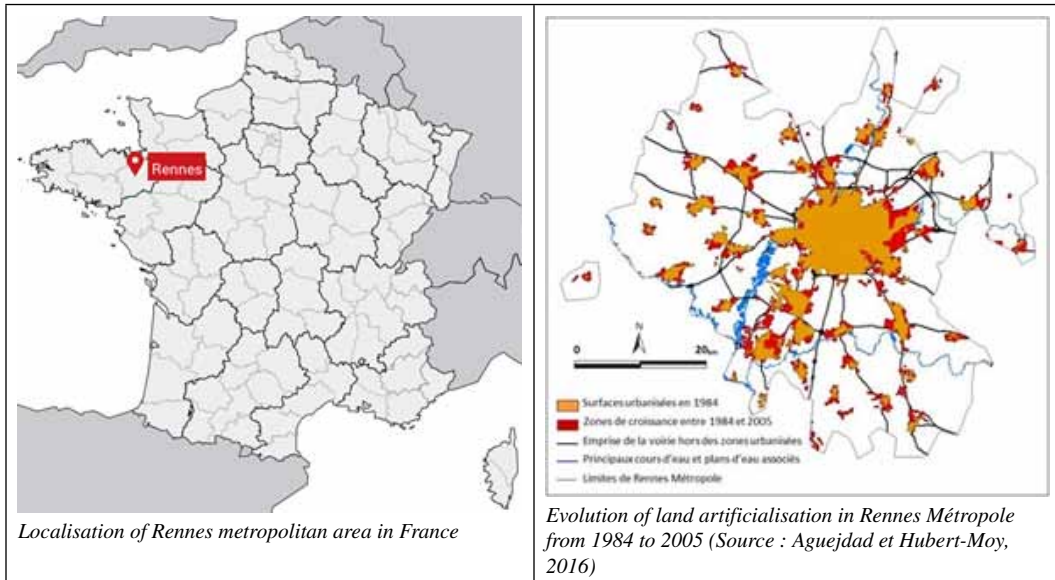 Rennes
Localisation of Rennes metropolitan area in France
N
0 20km
Surfaces urbanisées en 1984
Zones de croissance entre 1984 et 2005
Emprise de la voirie hors des zones urbanisées
Principaux cours d'eau et plans d'eau associés
Limites de Rennes Métropole
Evolution of land artificialisation in Rennes Métropole
from 1984 to 2005 (Source : Aguejdad et Hubert-Moy,
2016)